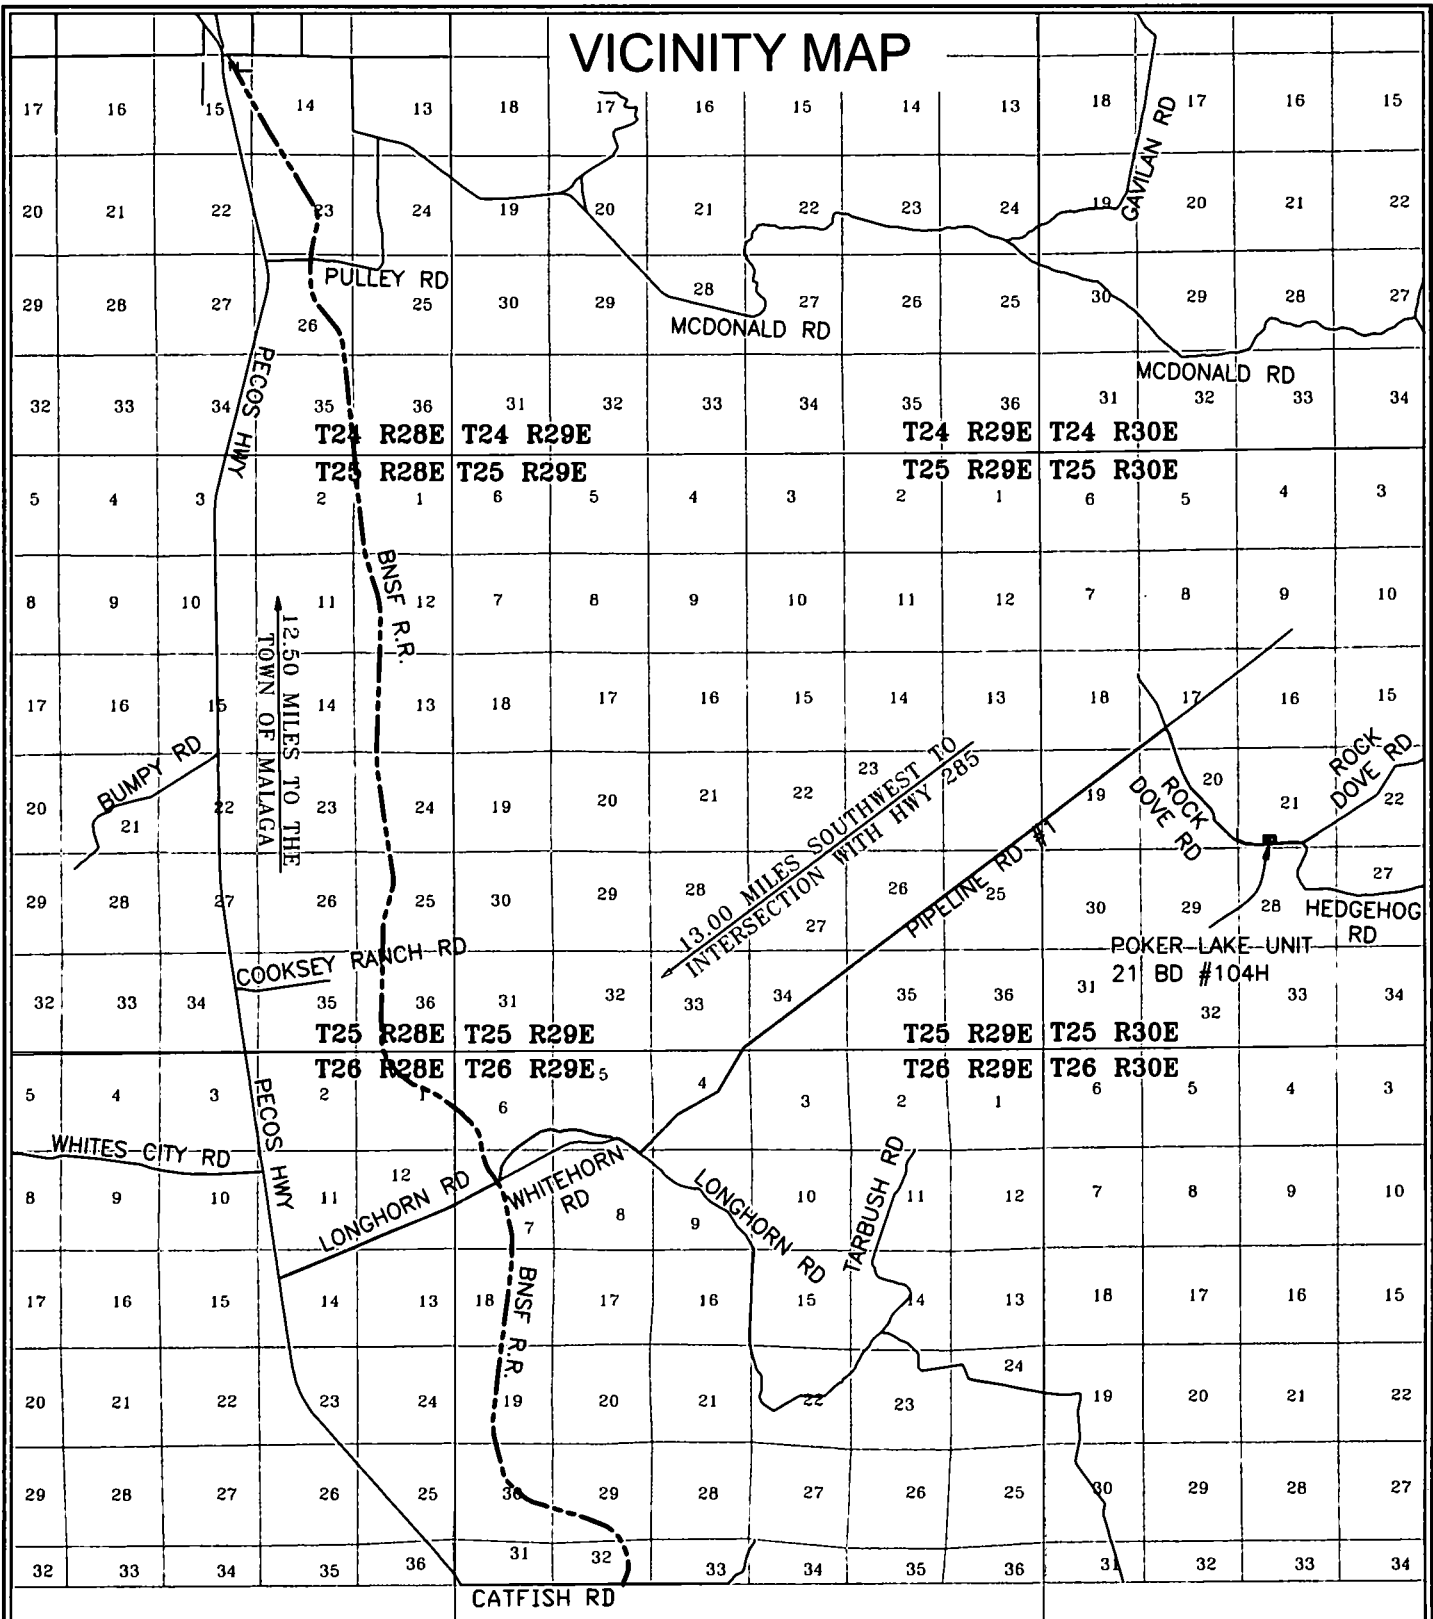 VICINITY MAP
17 16 15 14 13 18 17 16 15 14 13 18 17 16 15
GAVILAN RD
20 21 22 23 24 19 20 21 22 23 24 19 20 21 22
PULLEY RD
29 28 27 26 25 30 29 28 27 26 25 30 29 28 27
MCDONALD RD
MCDONALD RD
PECOS HWY
32 33 34 35 36 31 32 33 34 35 36 31 32 33 34
T24 R28E T24 R29E
T24 R29E T24 R30E
T25 R28E T25 R29E
T25 R29E T25 R30E
5 4 3 2 1 6 5 4 3 2 1 6 5 4 3
BNSF R.R.
8 9 10 11 12 7 8 9 10 11 12 7 8 9 10
12.50 MILES TO THE
TOWN OF MALAGA
17 16 15 14 13 18 17 16 15 14 13 18 17 16 15
BUMPY RD
13.00 MILES SOUTHWEST TO
INTERSECTION WITH HWY 285
ROCK
DOVE RD
ROCK
DOVE RD
20 21 22 23 24 19 20 21 22 23 19 20 21 22
PIPELINE RD #1
29 28 27 26 25 30 29 28 27 26 25 30 29 28 27
HEDGEHOG
RD
POKER LAKE UNIT
21 BD #104H
COOKSEY RANCH RD
32 33 34 35 36 31 32 33 34 35 36 31 32 33 34
T25 R28E T25 R29E
T25 R29E T25 R30E
T26 R28E T26 R29E
T26 R29E T26 R30E
5 4 3 2 1 6 5 4 3 2 1 6 5 4 3
PECOS HWY
WHITES CITY RD
LONGHORN RD
WHITEHORN
RD
LONGHORN RD
TARBUSH RD
8 9 10 11 12 7 8 9 10 11 12 7 8 9 10
BNSF R.R.
17 16 15 14 13 18 17 16 15 14 13 18 17 16 15
20 21 22 23 24 19 20 21 22 23 24 19 20 21 22
29 28 27 26 25 30 29 28 27 26 25 30 29 28 27
32 33 34 35 36 31 32 33 34 35 36 31 32 33 34
CATFISH RD